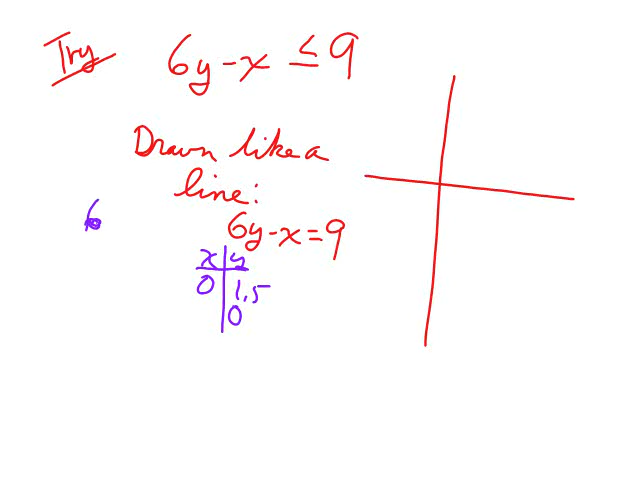 Try 6y-x ≤ 9
Drawn like a
line:
6
6y-x=9
x y
0 1.5
0